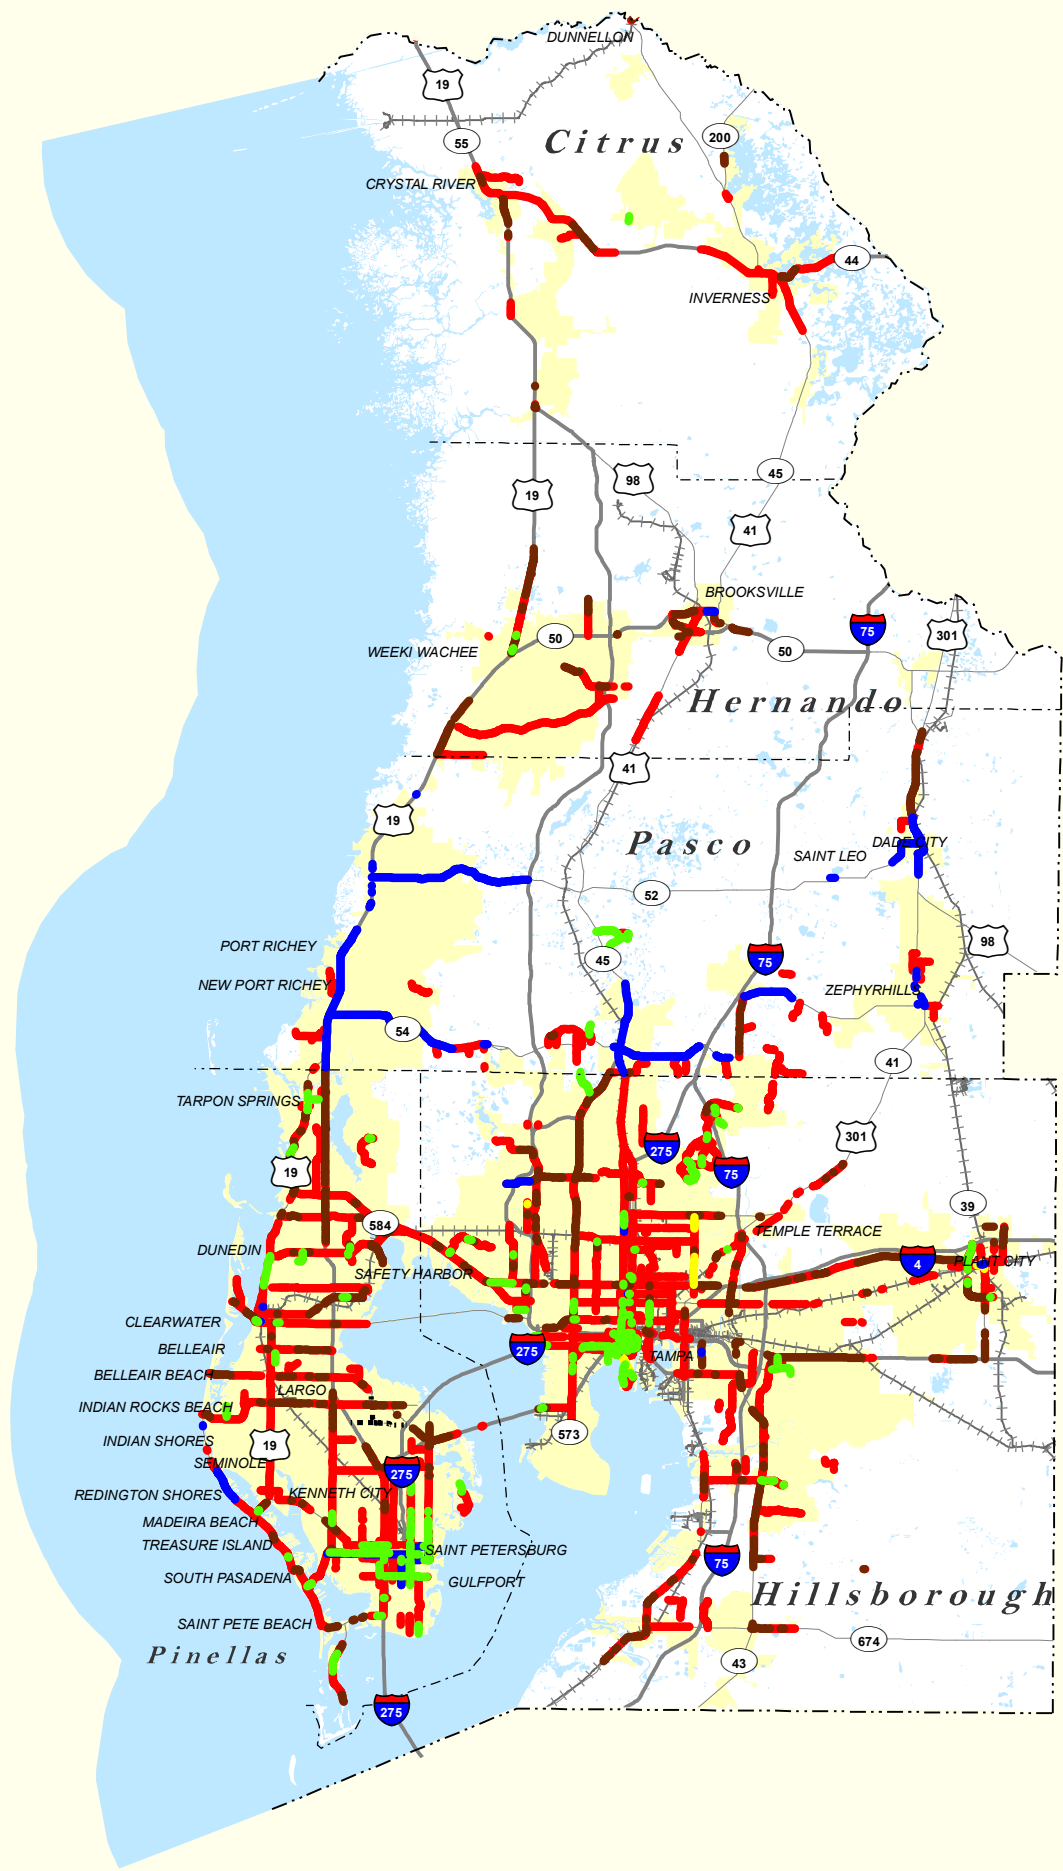 DUNNELLON
19
200
Citrus
55
CRYSTAL RIVER
44
INVERNESS
45
98
19
41
BROOKSVILLE
75
301
50
50
WEEKI WACHEE
Hernando
41
19
Pasco
DADE CITY
SAINT LEO
52
PORT RICHEY
98
45
75
NEW PORT RICHEY
ZEPHYRHILLS
54
41
TARPON SPRINGS
301
275
75
19
39
584
TEMPLE TERRACE
DUNEDIN
4
PLANT CITY
SAFETY HARBOR
CLEARWATER
275
BELLEAIR
TAMPA
BELLEAIR BEACH
LARGO
INDIAN ROCKS BEACH
573
INDIAN SHORES
19
SEMINOLE
275
REDINGTON SHORES
KENNETH CITY
MADEIRA BEACH
TREASURE ISLAND
SAINT PETERSBURG
75
SOUTH PASADENA
GULFPORT
Hillsborough
SAINT PETE BEACH
674
Pinellas
43
275